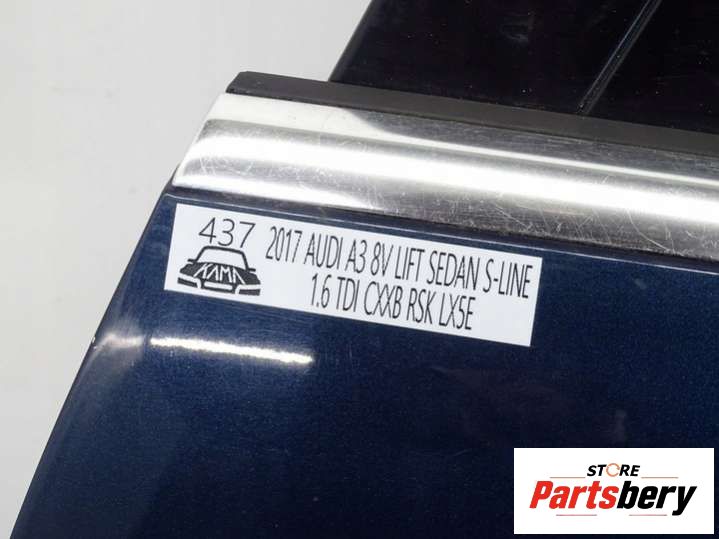 437
KAMA
2017 AUDI A3 8V LIFT SEDAN S-LINE
1.6 TDI CXXB RSK LX5E
STORE
Partsbery